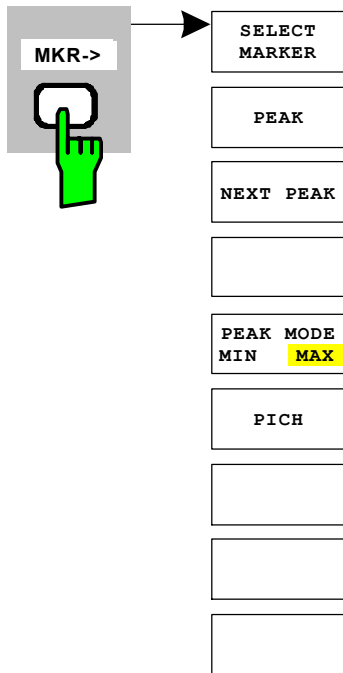 MKR->
SELECT
MARKER
PEAK
NEXT PEAK
PEAK MODE
MIN MAX
PICH